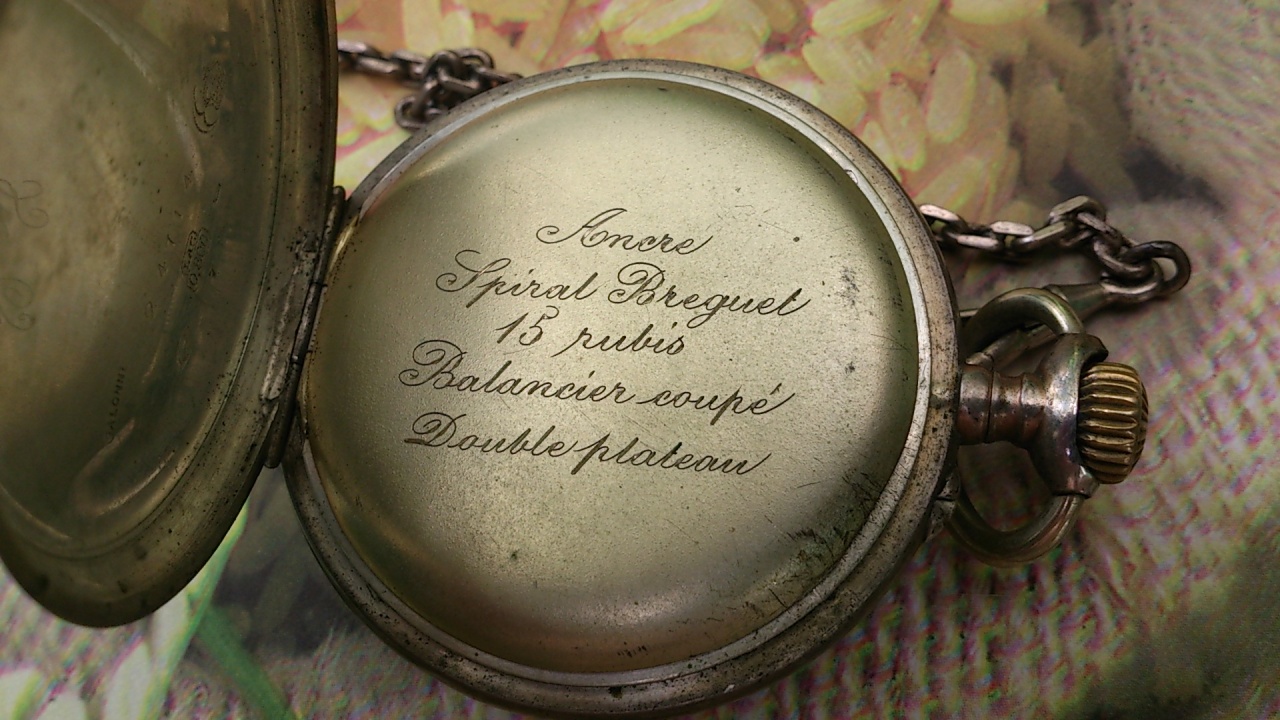 Ancre
Spiral Breguet
15 rubis
Balancier coupé
Double plateau